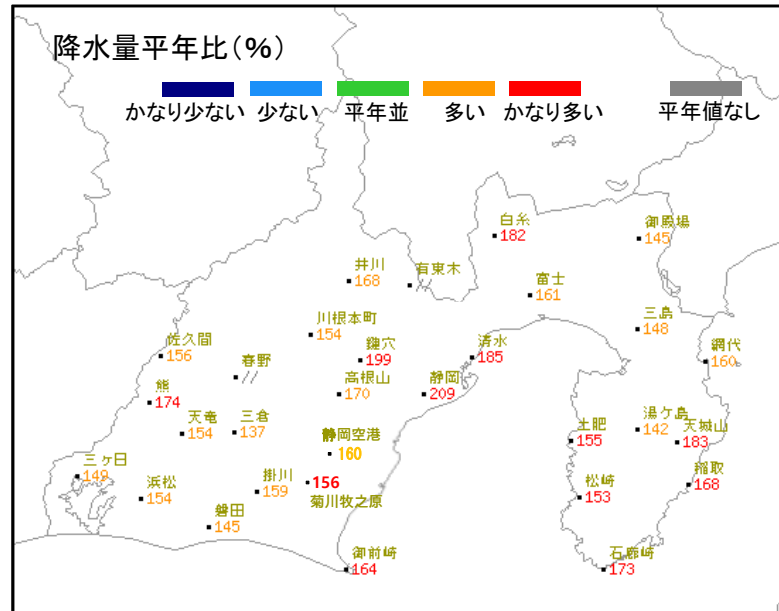 降水量平年比(%)
かなり少ない 少ない 平年並 多い かなり多い 平年値なし
白糸
182
御殿場
145
井川
168
有東木
//
富士
161
川根本町
154
三島
148
佐久間
156
鍵穴
199
清水
185
網代
160
春野
//
熊
174
高根山
170
静岡
209
天竜
154
三倉
137
湯ケ島
142
土肥
155
天城山
183
静岡空港
160
三ヶ日
149
浜松
154
掛川
159
156
菊川牧之原
松崎
153
稲取
168
磐田
145
御前崎
164
石廊崎
173